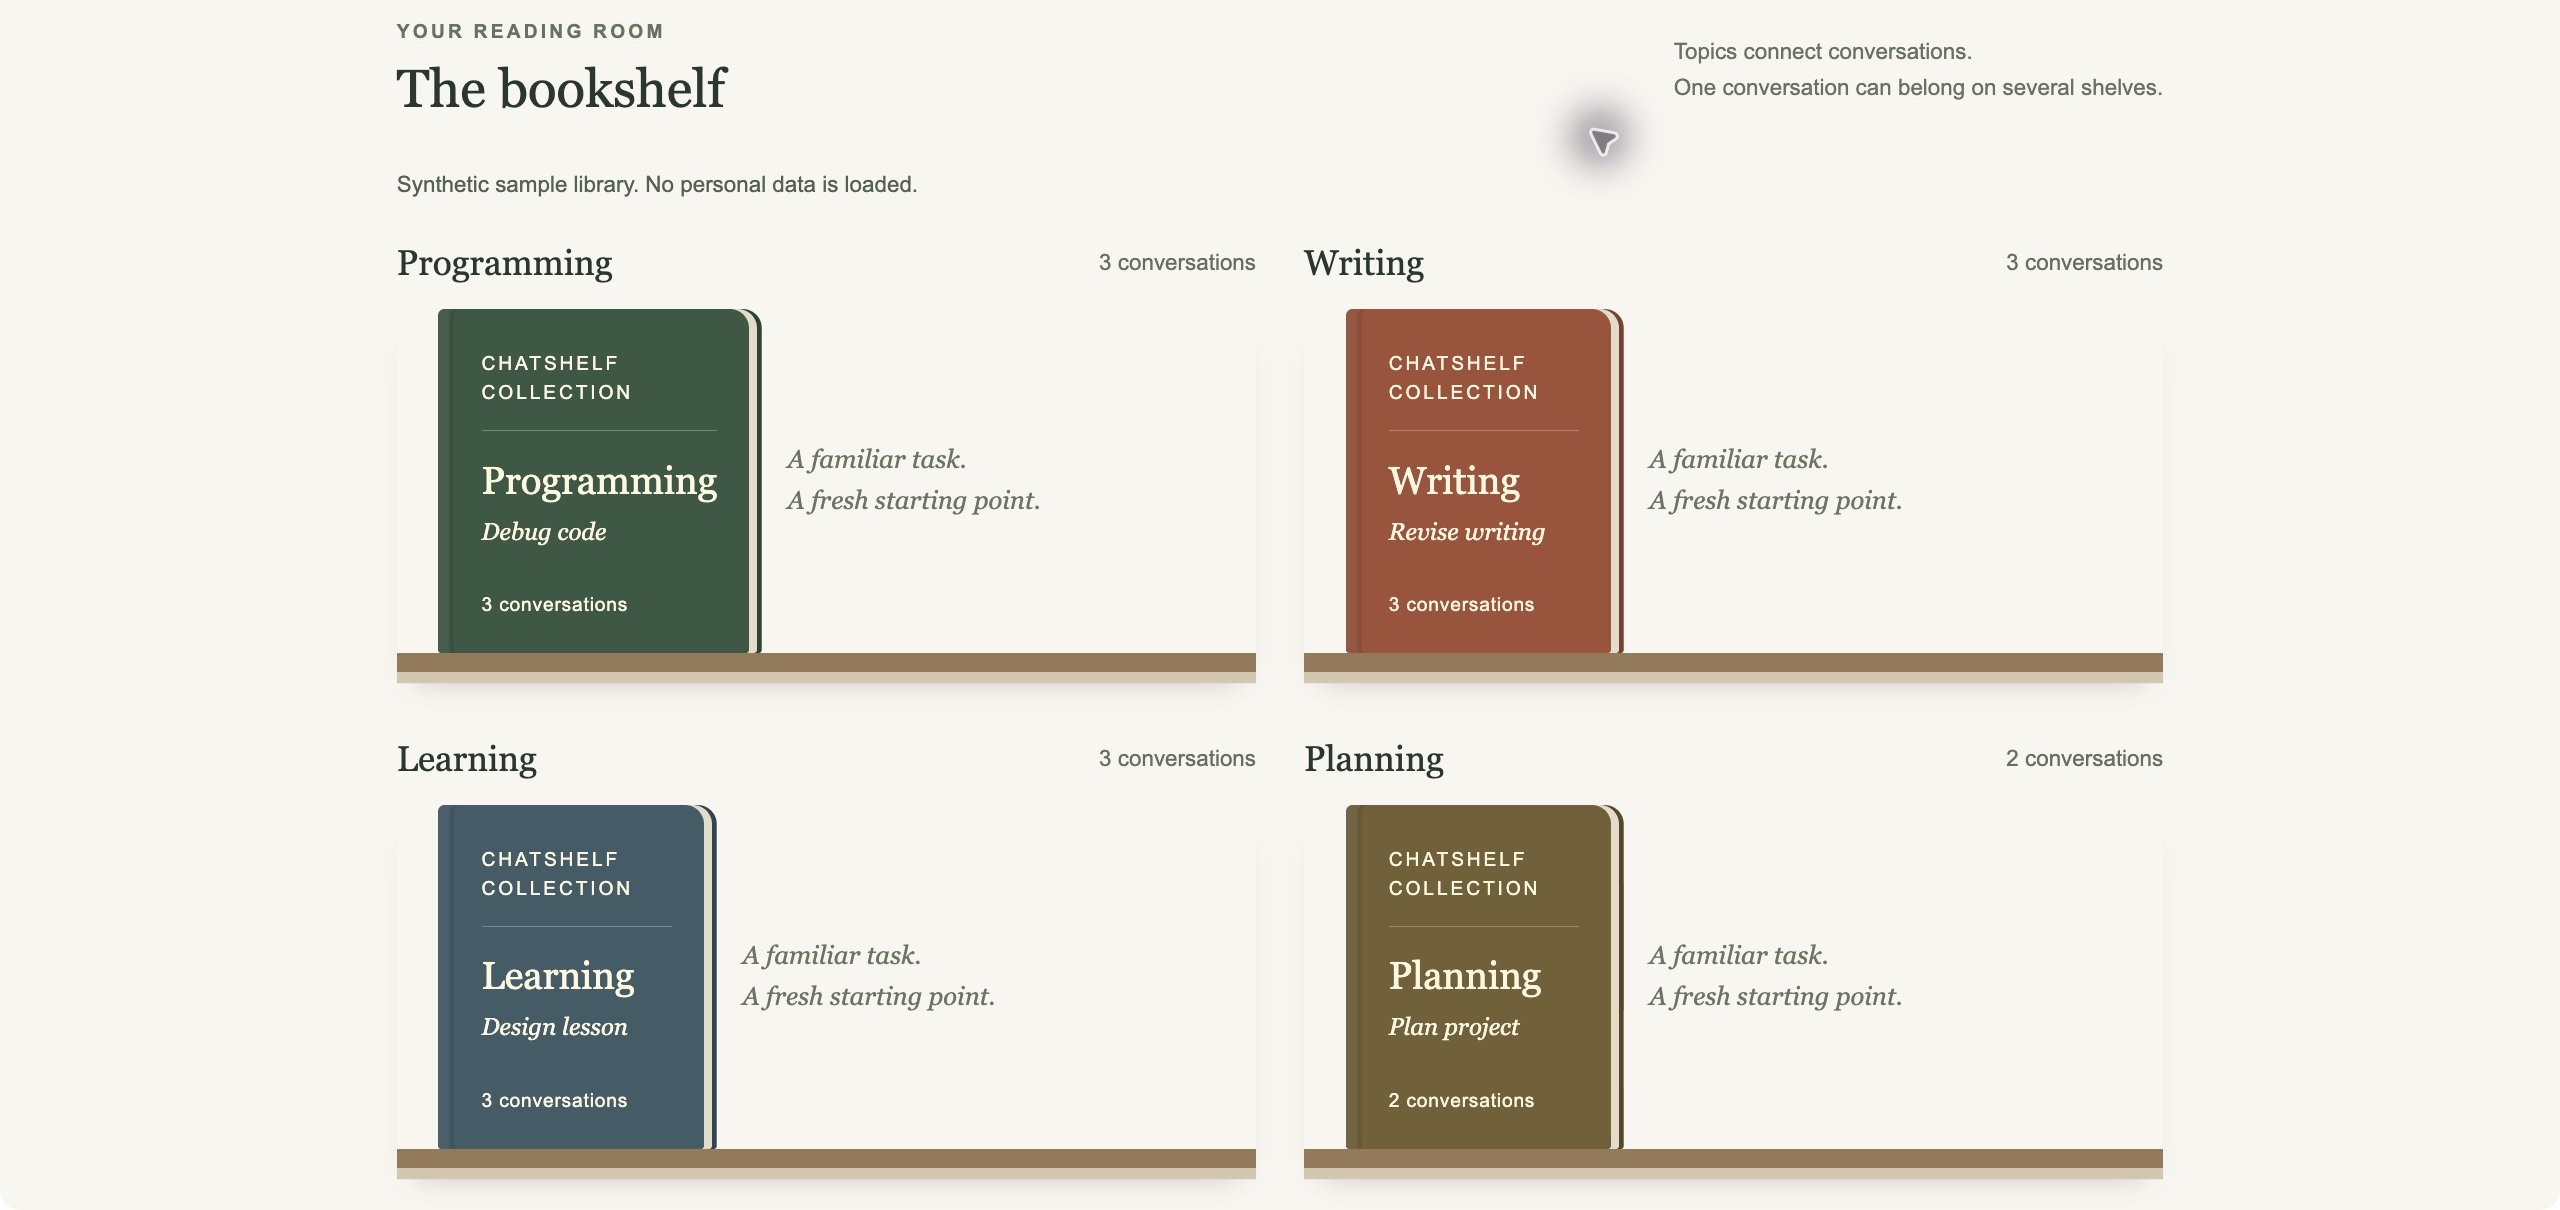 YOUR READING ROOM
The bookshelf
Topics connect conversations.
One conversation can belong on several shelves.
Synthetic sample library. No personal data is loaded.
Programming
3 conversations
CHATSHELF
COLLECTION
Programming
Debug code
3 conversations
A familiar task.
A fresh starting point.
Writing
3 conversations
CHATSHELF
COLLECTION
Writing
Revise writing
3 conversations
A familiar task.
A fresh starting point.
Learning
3 conversations
CHATSHELF
COLLECTION
Learning
Design lesson
3 conversations
A familiar task.
A fresh starting point.
Planning
2 conversations
CHATSHELF
COLLECTION
Planning
Plan project
2 conversations
A familiar task.
A fresh starting point.